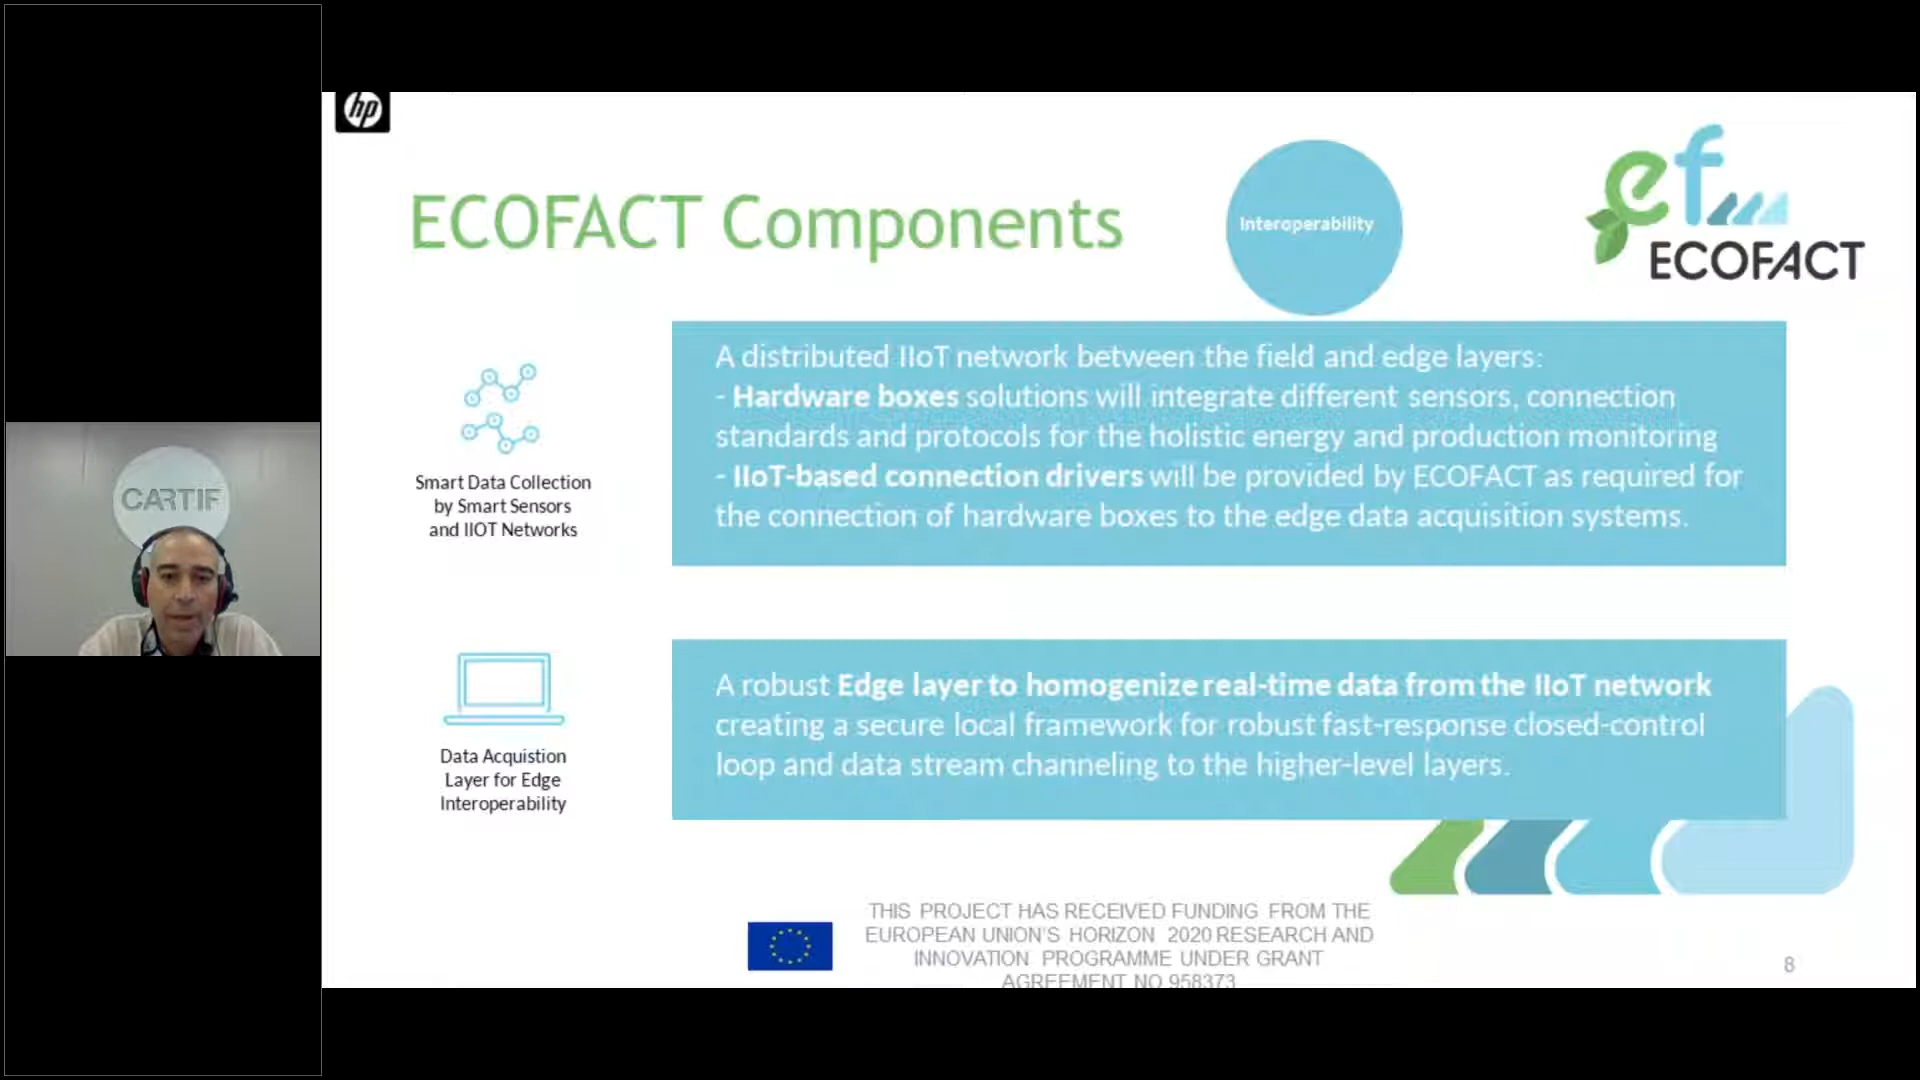 hp
ECOFACT Components
Interoperability
ef
ECOFACT
CARTIF
Smart Data Collection
by Smart Sensors
and IIOT Networks
A distributed IIoT network between the field and edge layers:
- Hardware boxes solutions will integrate different sensors, connection
standards and protocols for the holistic energy and production monitoring
- IIoT-based connection drivers will be provided by ECOFACT as required for
the connection of hardware boxes to the edge data acquisition systems.
Data Acquistion
Layer for Edge
Interoperability
A robust Edge layer to homogenize real-time data from the IIoT network
creating a secure local framework for robust fast-response closed-control
loop and data stream channeling to the higher-level layers.
THIS PROJECT HAS RECEIVED FUNDING FROM THE
EUROPEAN UNION'S HORIZON 2020 RESEARCH AND
INNOVATION PROGRAMME UNDER GRANT
AGREEMENT NO 958373
8